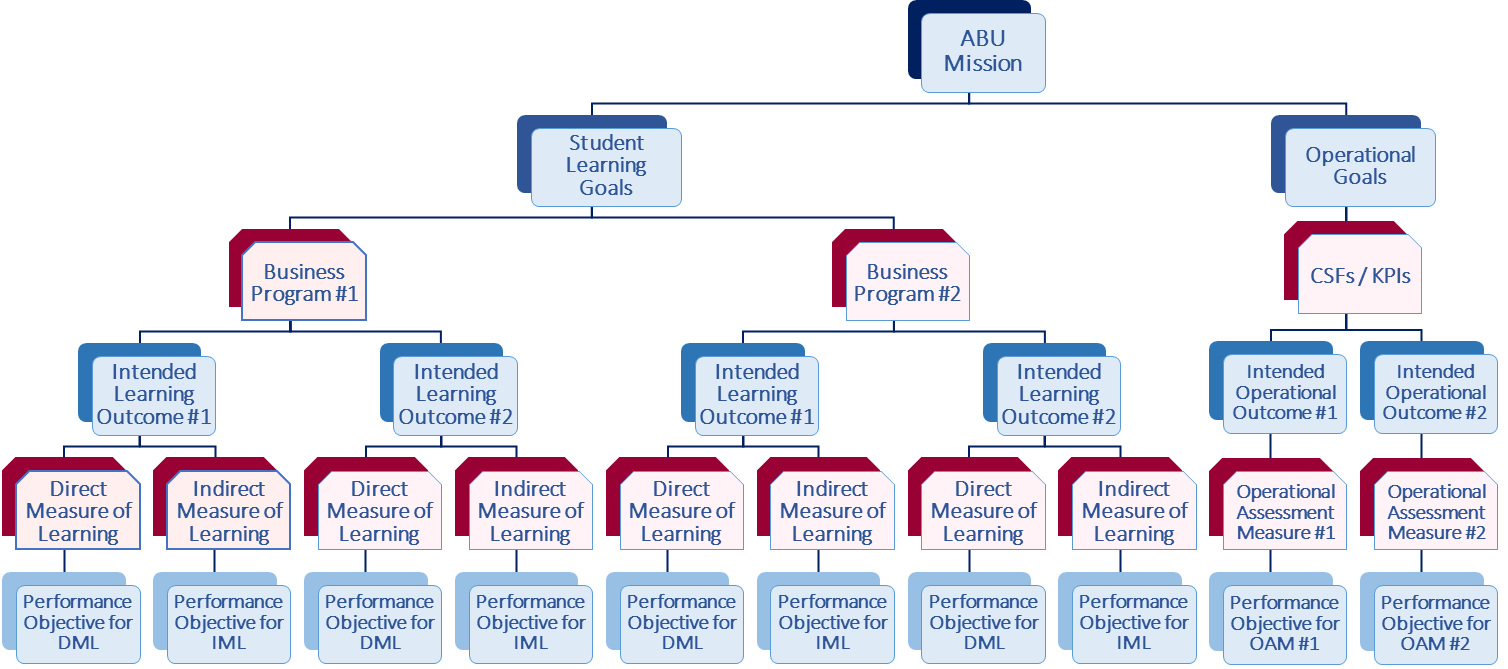 ABU
Mission
Student
Learning
Goals
Operational
Goals
Business
Program #1
Business
Program #2
CSFs / KPIs
Intended
Learning
Outcome #1
Intended
Learning
Outcome #2
Intended
Learning
Outcome #1
Intended
Learning
Outcome #2
Intended
Operational
Outcome #1
Intended
Operational
Outcome #2
Direct
Measure of
Learning
Indirect
Measure of
Learning
Direct
Measure of
Learning
Indirect
Measure of
Learning
Direct
Measure of
Learning
Indirect
Measure of
Learning
Direct
Measure of
Learning
Indirect
Measure of
Learning
Operational
Assessment
Measure #1
Operational
Assessment
Measure #2
Performance
Objective for
DML
Performance
Objective for
IML
Performance
Objective for
DML
Performance
Objective for
IML
Performance
Objective for
DML
Performance
Objective for
IML
Performance
Objective for
DML
Performance
Objective for
IML
Performance
Objective for
OAM #1
Performance
Objective for
OAM #2